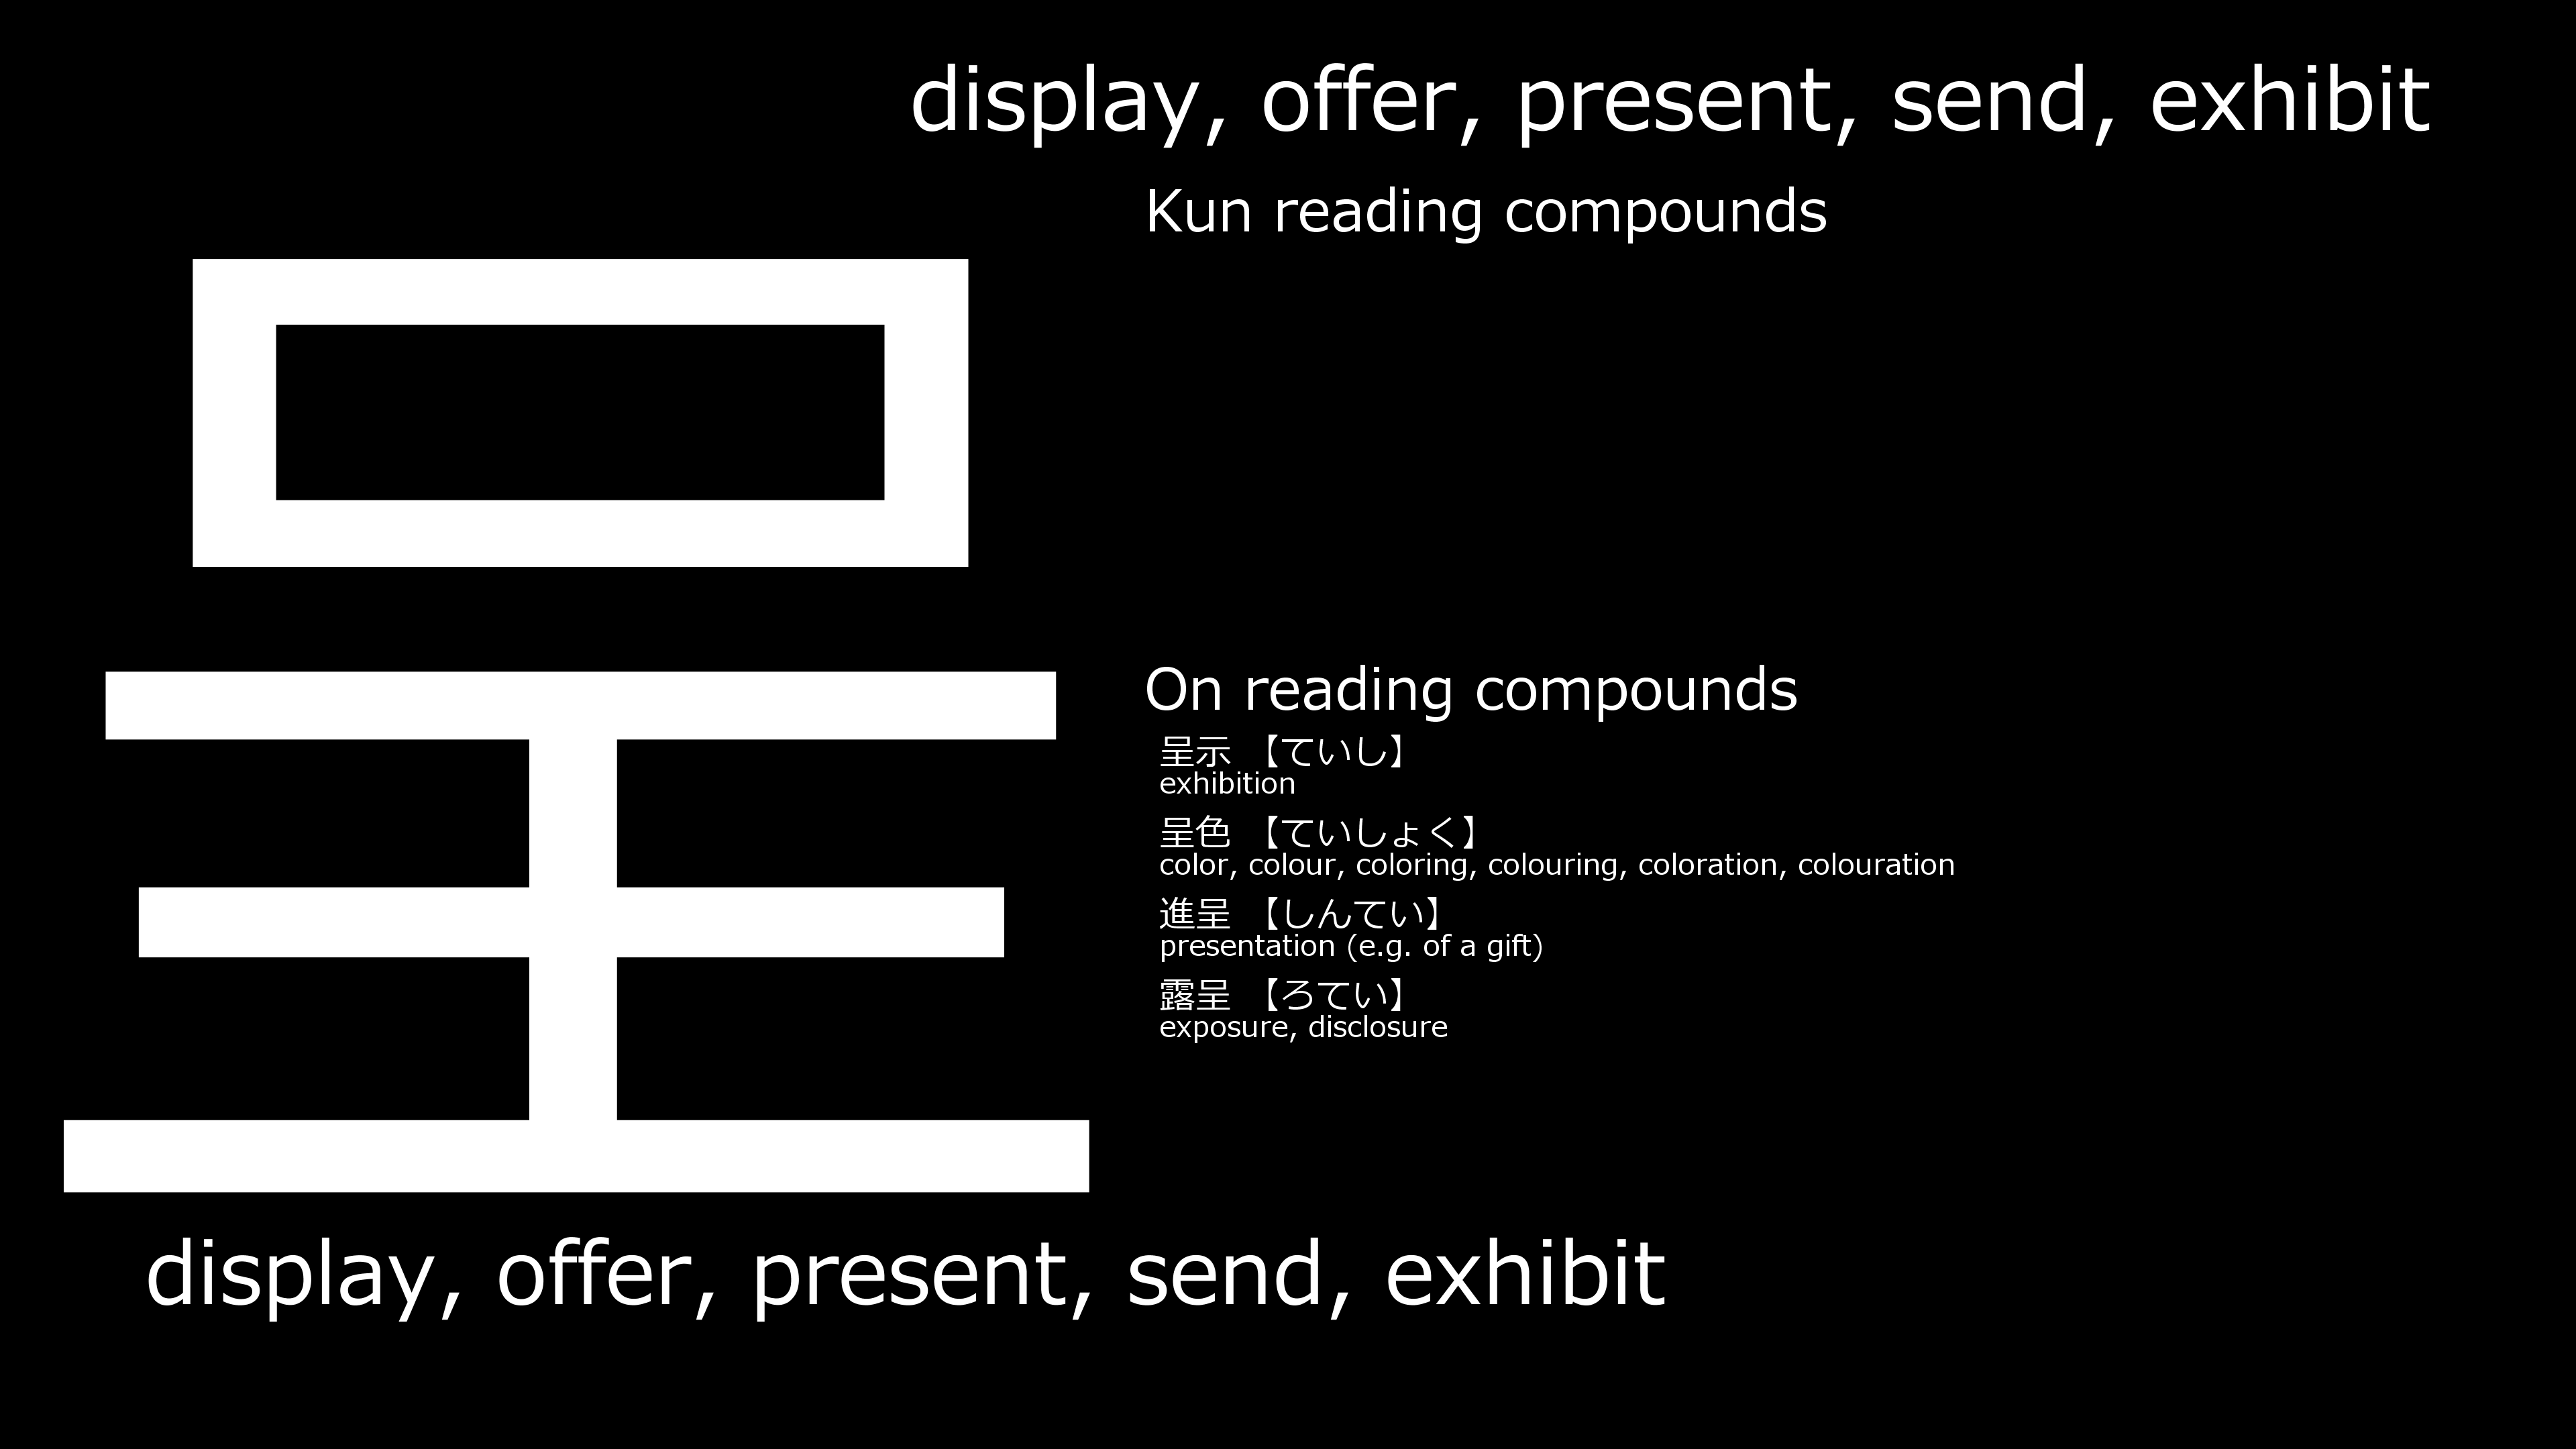 display, offer, present, send, exhibit
Kun reading compounds
呈
On reading compounds
呈示 【ていし】
exhibition
呈色 【ていしょく】
color, colour, coloring, colouring, coloration, colouration
進呈 【しんてい】
presentation (e.g. of a gift)
露呈 【ろてい】
exposure, disclosure
display, offer, present, send, exhibit